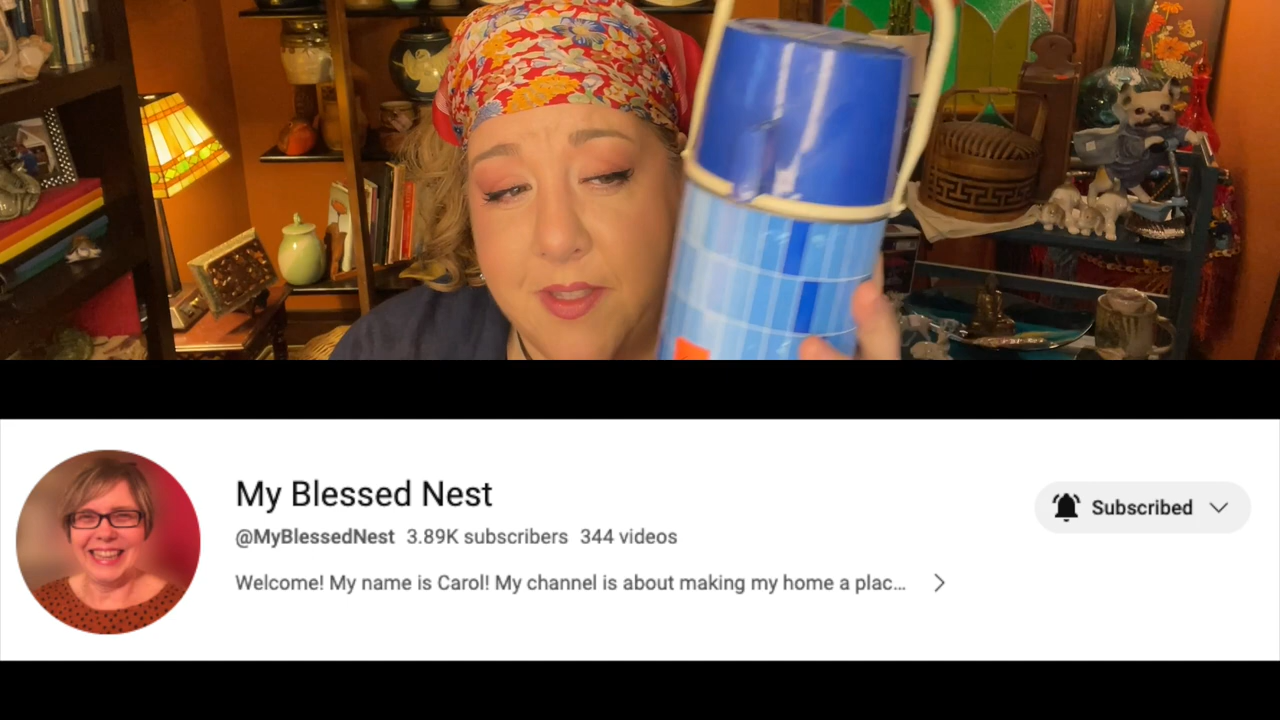 My Blessed Nest
@MyBlessedNest 3.89K subscribers 344 videos
Subscribed
Welcome! My name is Carol! My channel is about making my home a plac...